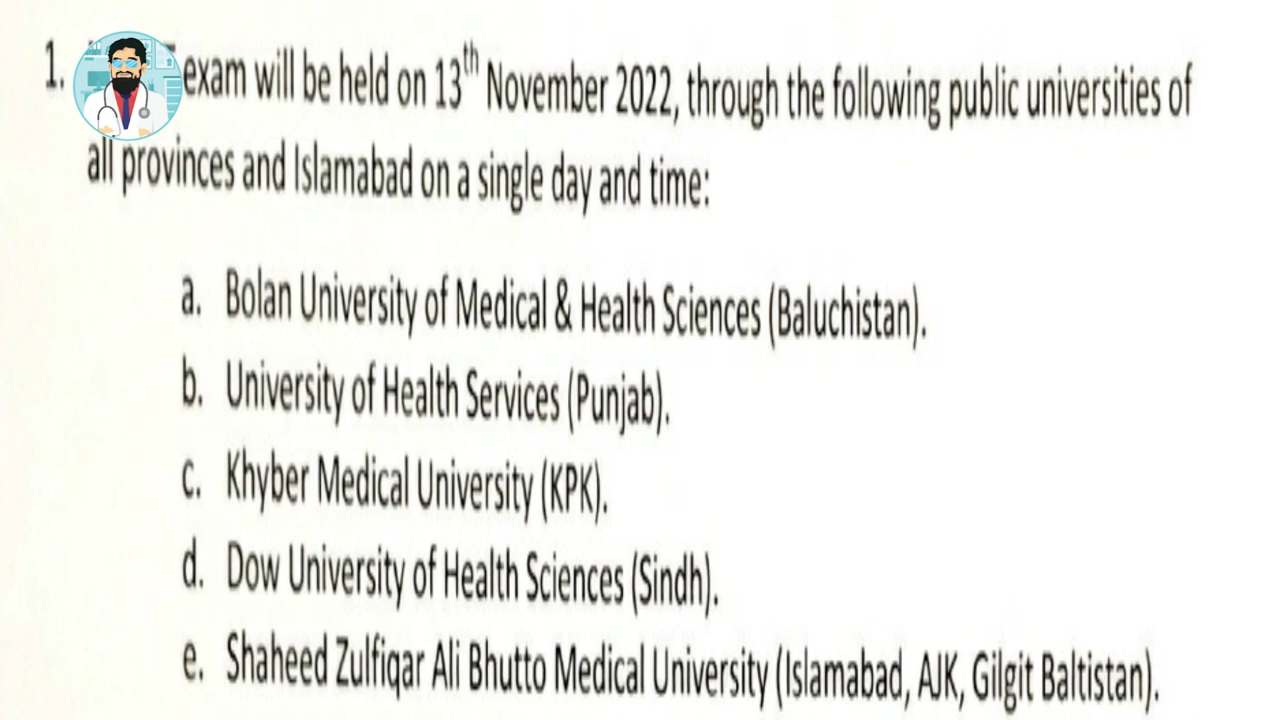 1. exam will be held on 13th November 2022, through the following public universities of
all provinces and Islamabad on a single day and time:
a. Bolan University of Medical & Health Sciences (Baluchistan).
b. University of Health Services (Punjab).
c. Khyber Medical University (KPK).
d. Dow University of Health Sciences (Sindh).
e. Shaheed Zulfiqar Ali Bhutto Medical University (Islamabad, AJK, Gilgit Baltistan).